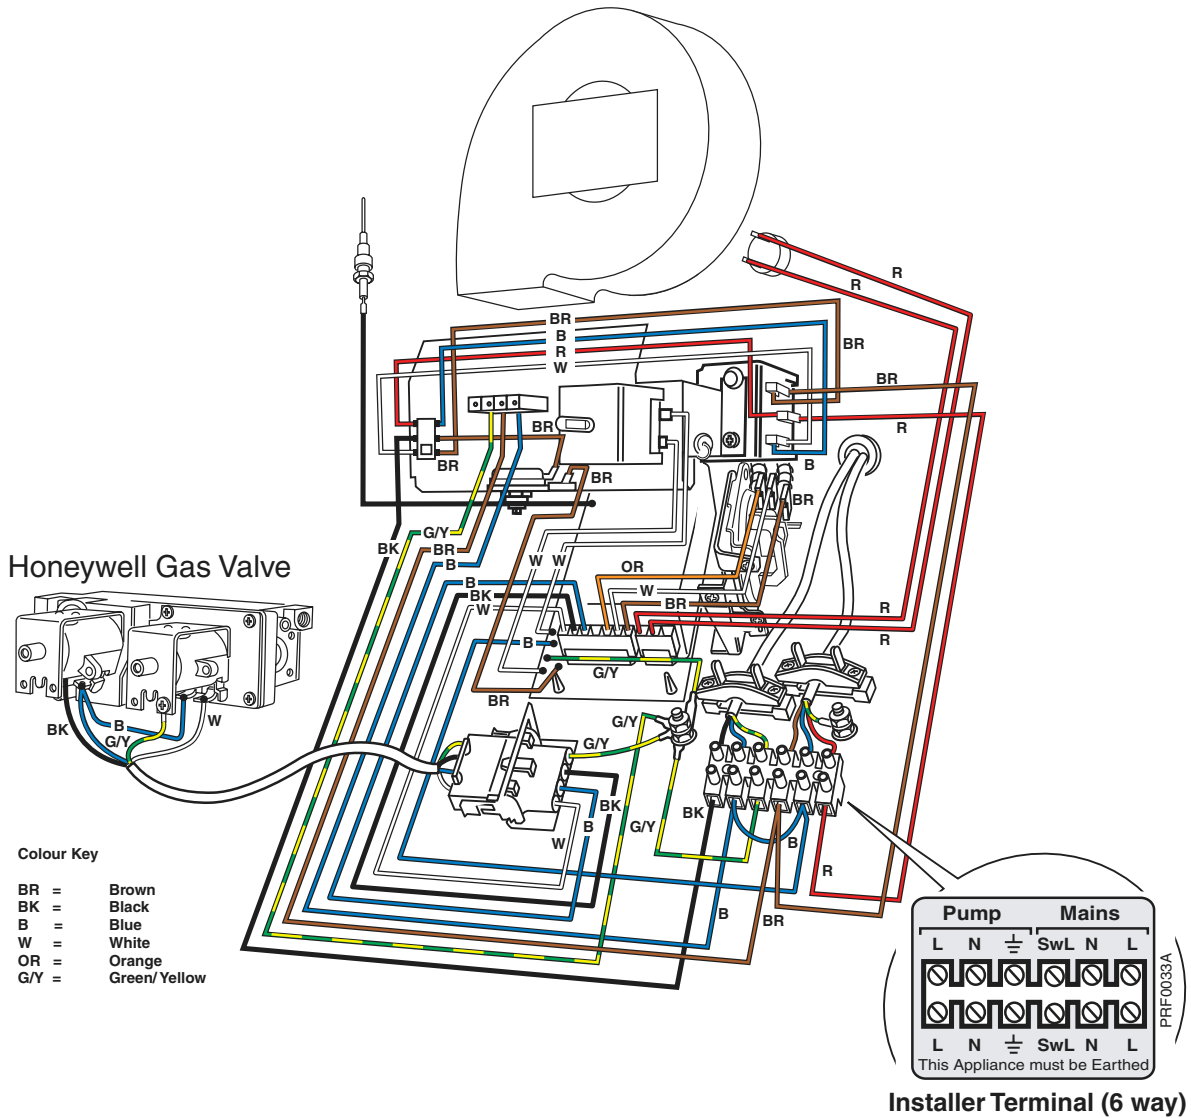 R
R
BR
B
R
W
BR
BR
R
BR
BR
BR
B
BR
G/Y
BK
BR
B
W W
OR
W
BR
B
BK
W
R
R
B
G/Y
BR
Honeywell Gas Valve
BK
B
G/Y
W
G/Y
G/Y
BK
B
W
G/Y
BK
B
R
B
BR
Colour Key
BR = Brown
BK = Black
B = Blue
W = White
OR = Orange
G/Y = Green/Yellow
Pump Mains
L N SwL N L
L N SwL N L
This Appliance must be Earthed
PRF0033A
Installer Terminal (6 way)